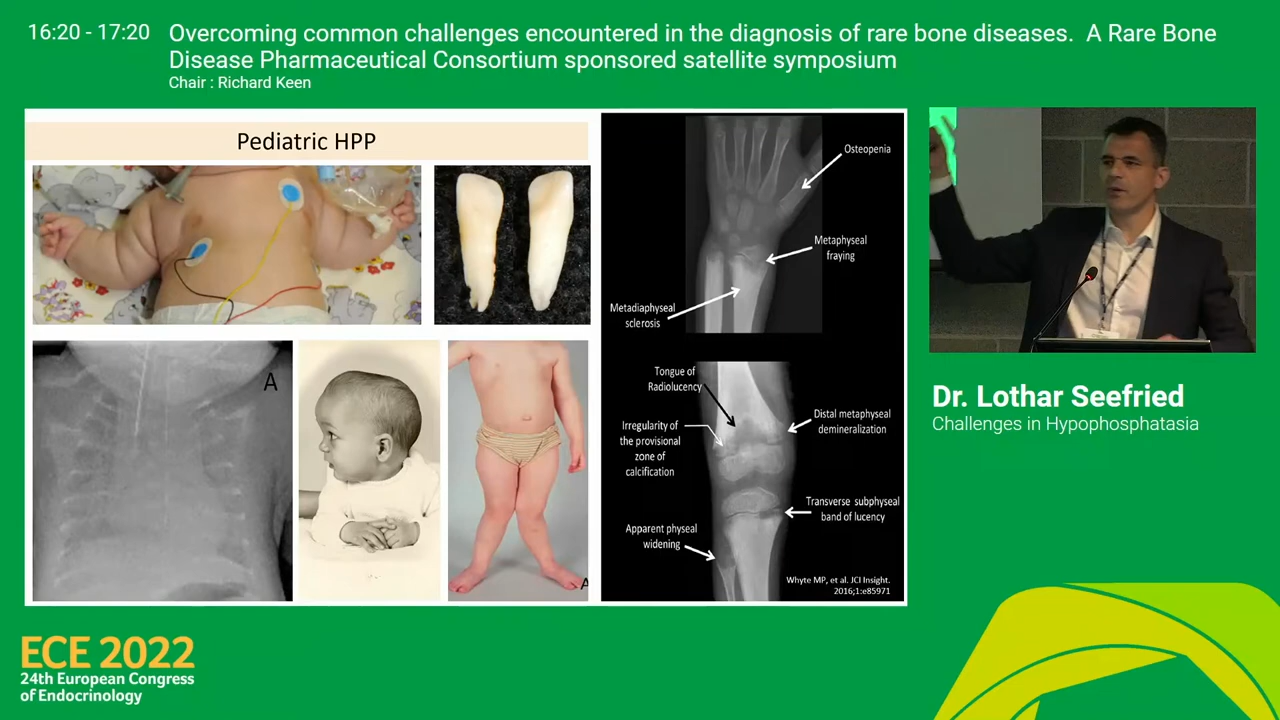 16:20 - 17:20
Overcoming common challenges encountered in the diagnosis of rare bone diseases. A Rare Bone
Disease Pharmaceutical Consortium sponsored satellite symposium
Chair : Richard Keen
Pediatric HPP
A
A
Osteopenia
Metaphyseal
fraying
Metadiaphyseal
sclerosis
Tongue of
Radiolucency
Irregularity of
the provisional
zone of
calcification
Distal metaphyseal
demineralization
Transverse subphyseal
band of lucency
Apparent physeal
widening
Whyte MP, et al. JCI Insight.
2016;1:e85971
Dr. Lothar Seefried
Challenges in Hypophosphatasia
ECE 2022
24th European Congress
of Endocrinology